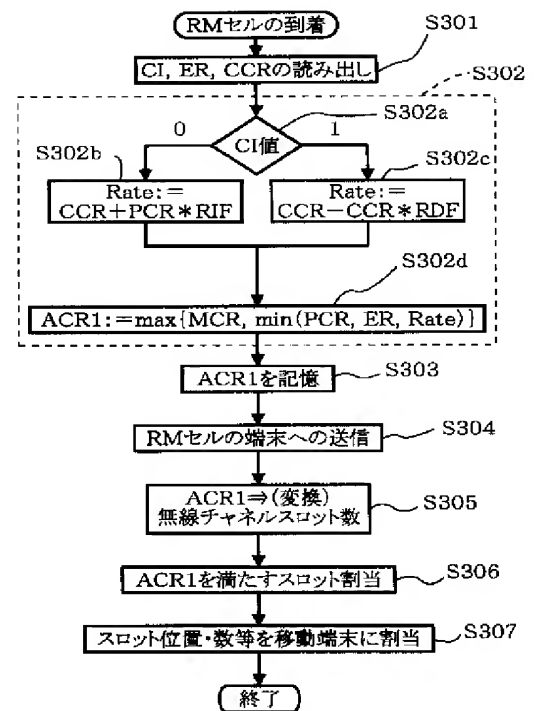 RMセルの到着
S301
CI, ER, CCRの読み出し
S302
S302a
0
CI値
1
S302b
S302c
Rate:=
CCR+PCR*RIF
Rate:=
CCR−CCR*RDF
S302d
ACR1:=max{MCR, min(PCR, ER, Rate)}
S303
ACR1を記憶
S304
RMセルの端末への送信
ACR1⇒(変換)
無線チャネルスロット数
S305
ACR1を満たすスロット割当
S306
スロット位置・数等を移動端末に割当
S307
終了